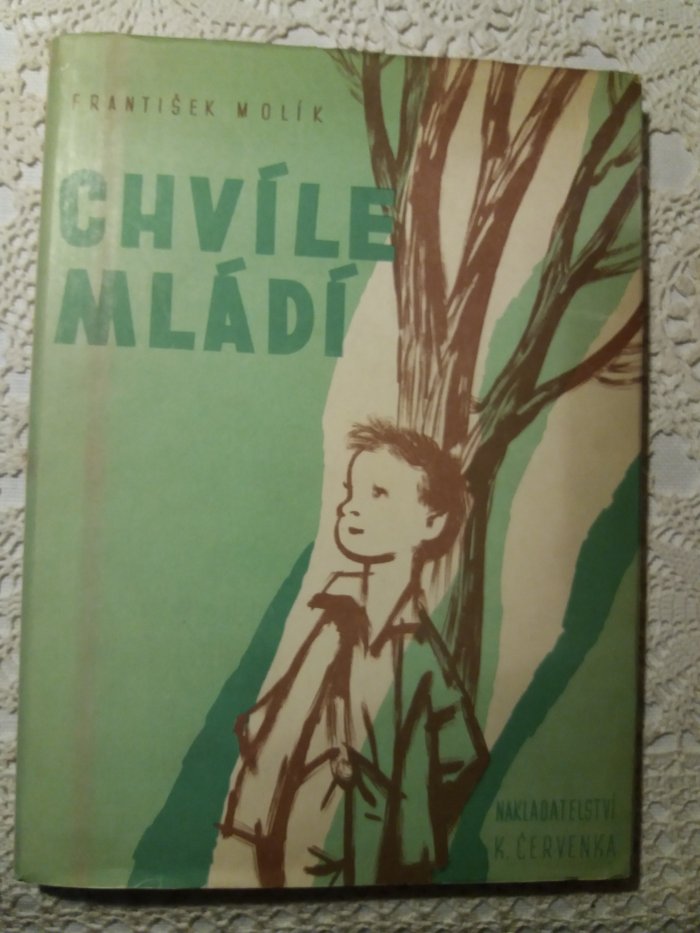 FRANTIŠEK MOLÍK
CHVÍLE
MLÁDÍ
NAKLADATELSTVÍ
K. ČERVENKA